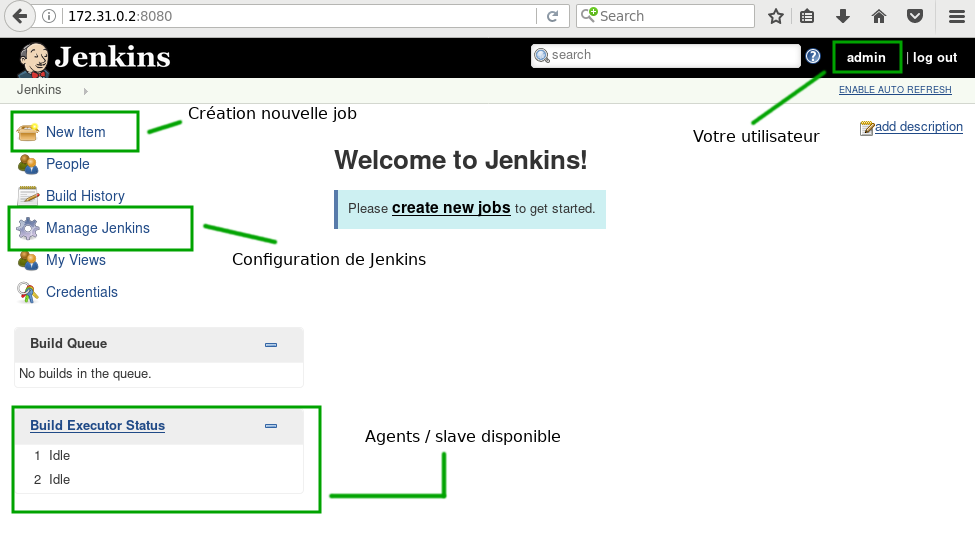 172.31.0.2:8080
Search
Jenkins
search
admin | log out
Jenkins
ENABLE AUTO REFRESH
Création nouvelle job
Votre utilisateur
add description
New Item
People
Build History
Manage Jenkins
My Views
Credentials
Welcome to Jenkins!
Please create new jobs to get started.
Configuration de Jenkins
Build Queue
No builds in the queue.
Build Executor Status
1 Idle
2 Idle
Agents / slave disponible